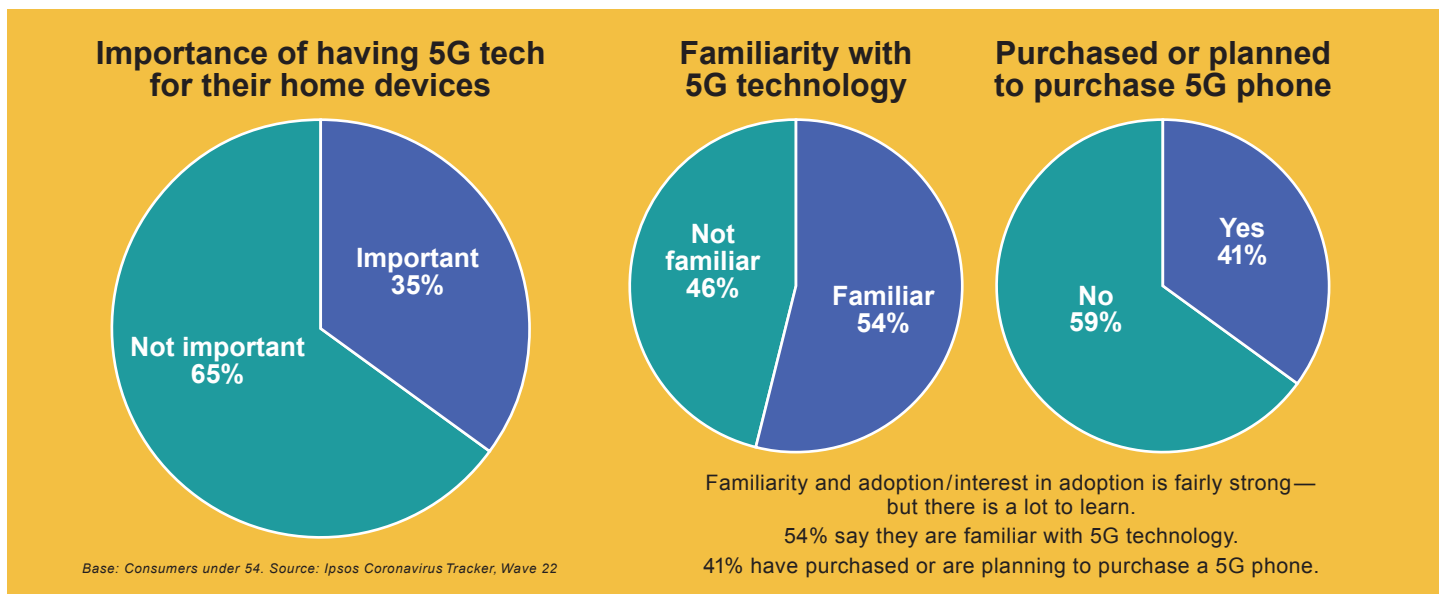 Importance of having 5G tech
for their home devices
Important
35%
Not important
65%
Base: Consumers under 54. Source: Ipsos Coronavirus Tracker, Wave 22
Familiarity with
5G technology
Not
familiar
46%
Familiar
54%
Purchased or planned
to purchase 5G phone
Yes
41%
No
59%
Familiarity and adoption/interest in adoption is fairly strong—
but there is a lot to learn.
54% say they are familiar with 5G technology.
41% have purchased or are planning to purchase a 5G phone.